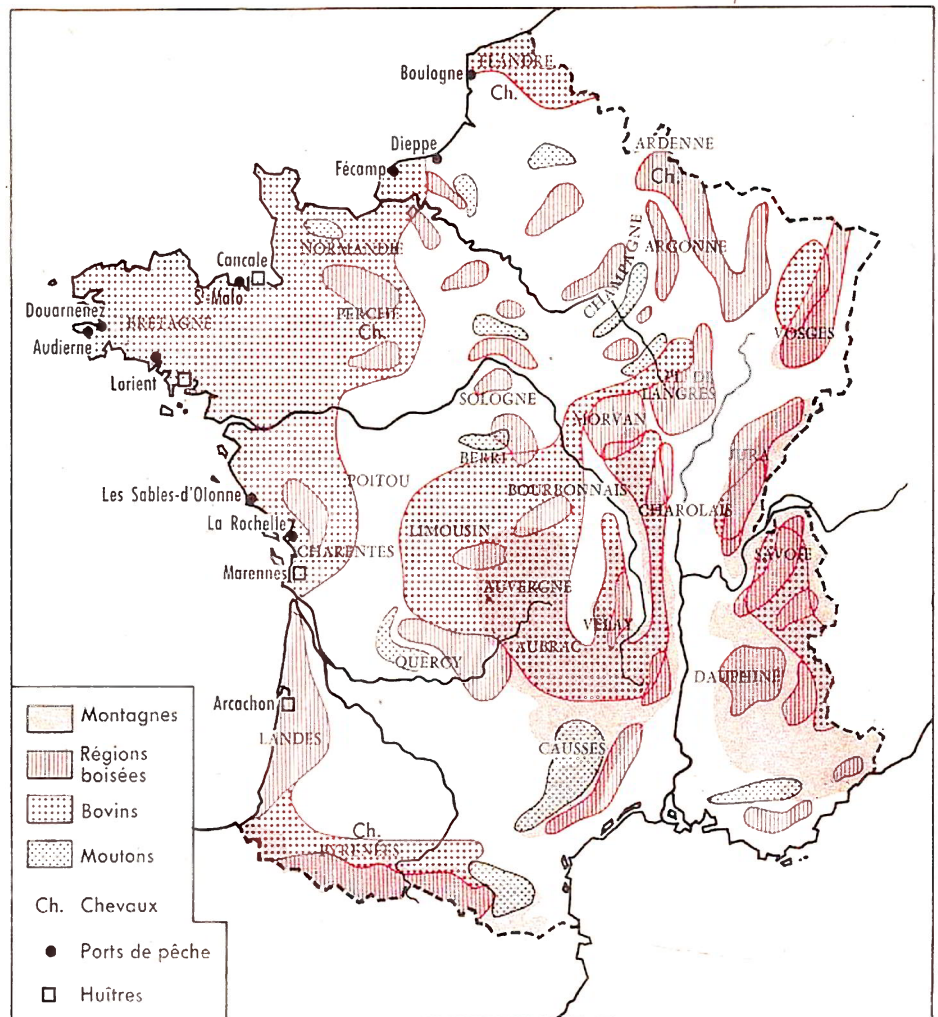 FLANDRE
Boulogne
Ch.
Dieppe
ARDENNE
Fécamp
Ch.
NORMANDIE
ARGONNE
CHAMPAGNE
Cancale
St-Malo
Douarnenez
BRETAGNE
PERCHE
Ch.
VOSGES
Audierne
Lorient
PL. DE
LANGRES
SOLOGNE
MORVAN
BERRI
JURA
POITOU
BOURBONNAIS
Les Sables-d'Olonne
CHAROLAIS
La Rochelle
LIMOUSIN
CHARENTES
SAVOIE
Marennes
AUVERGNE
VELAY
AUBRAC
QUERCY
DAUPHINÉ
Arcachon
LANDES
CAUSSES
Ch.
PYRENÉES
Montagnes
Régions
boisées
Bovins
Moutons
Ch. Chevaux
Ports de pêche
Huîtres